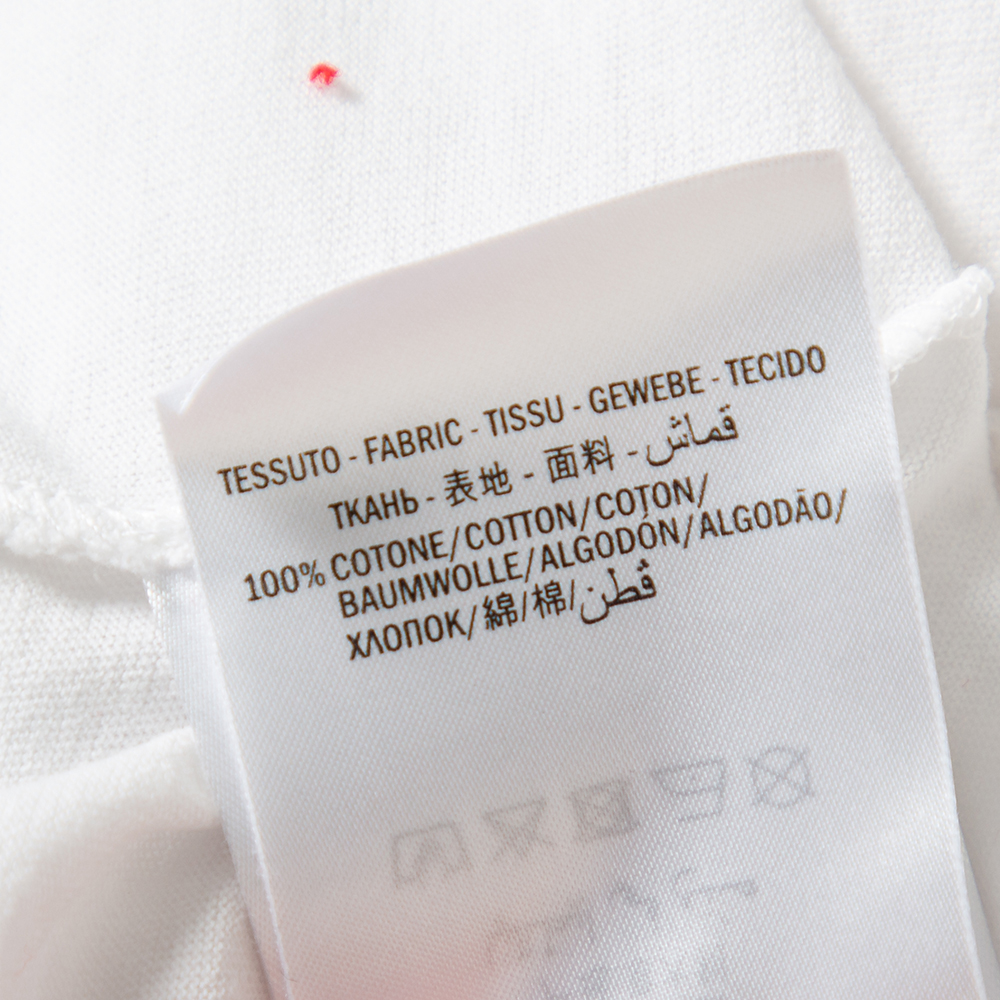 TESSUTO - FABRIC - TISSU - GEWEBE - TECIDO
ТКАНЬ - 表地 - 面料 - قماش
100% COTONE/COTTON/COTON/
BAUMWOLLE/ALGODÓN/ALGODÃO/
ХЛОПОК/綿/棉/قطن